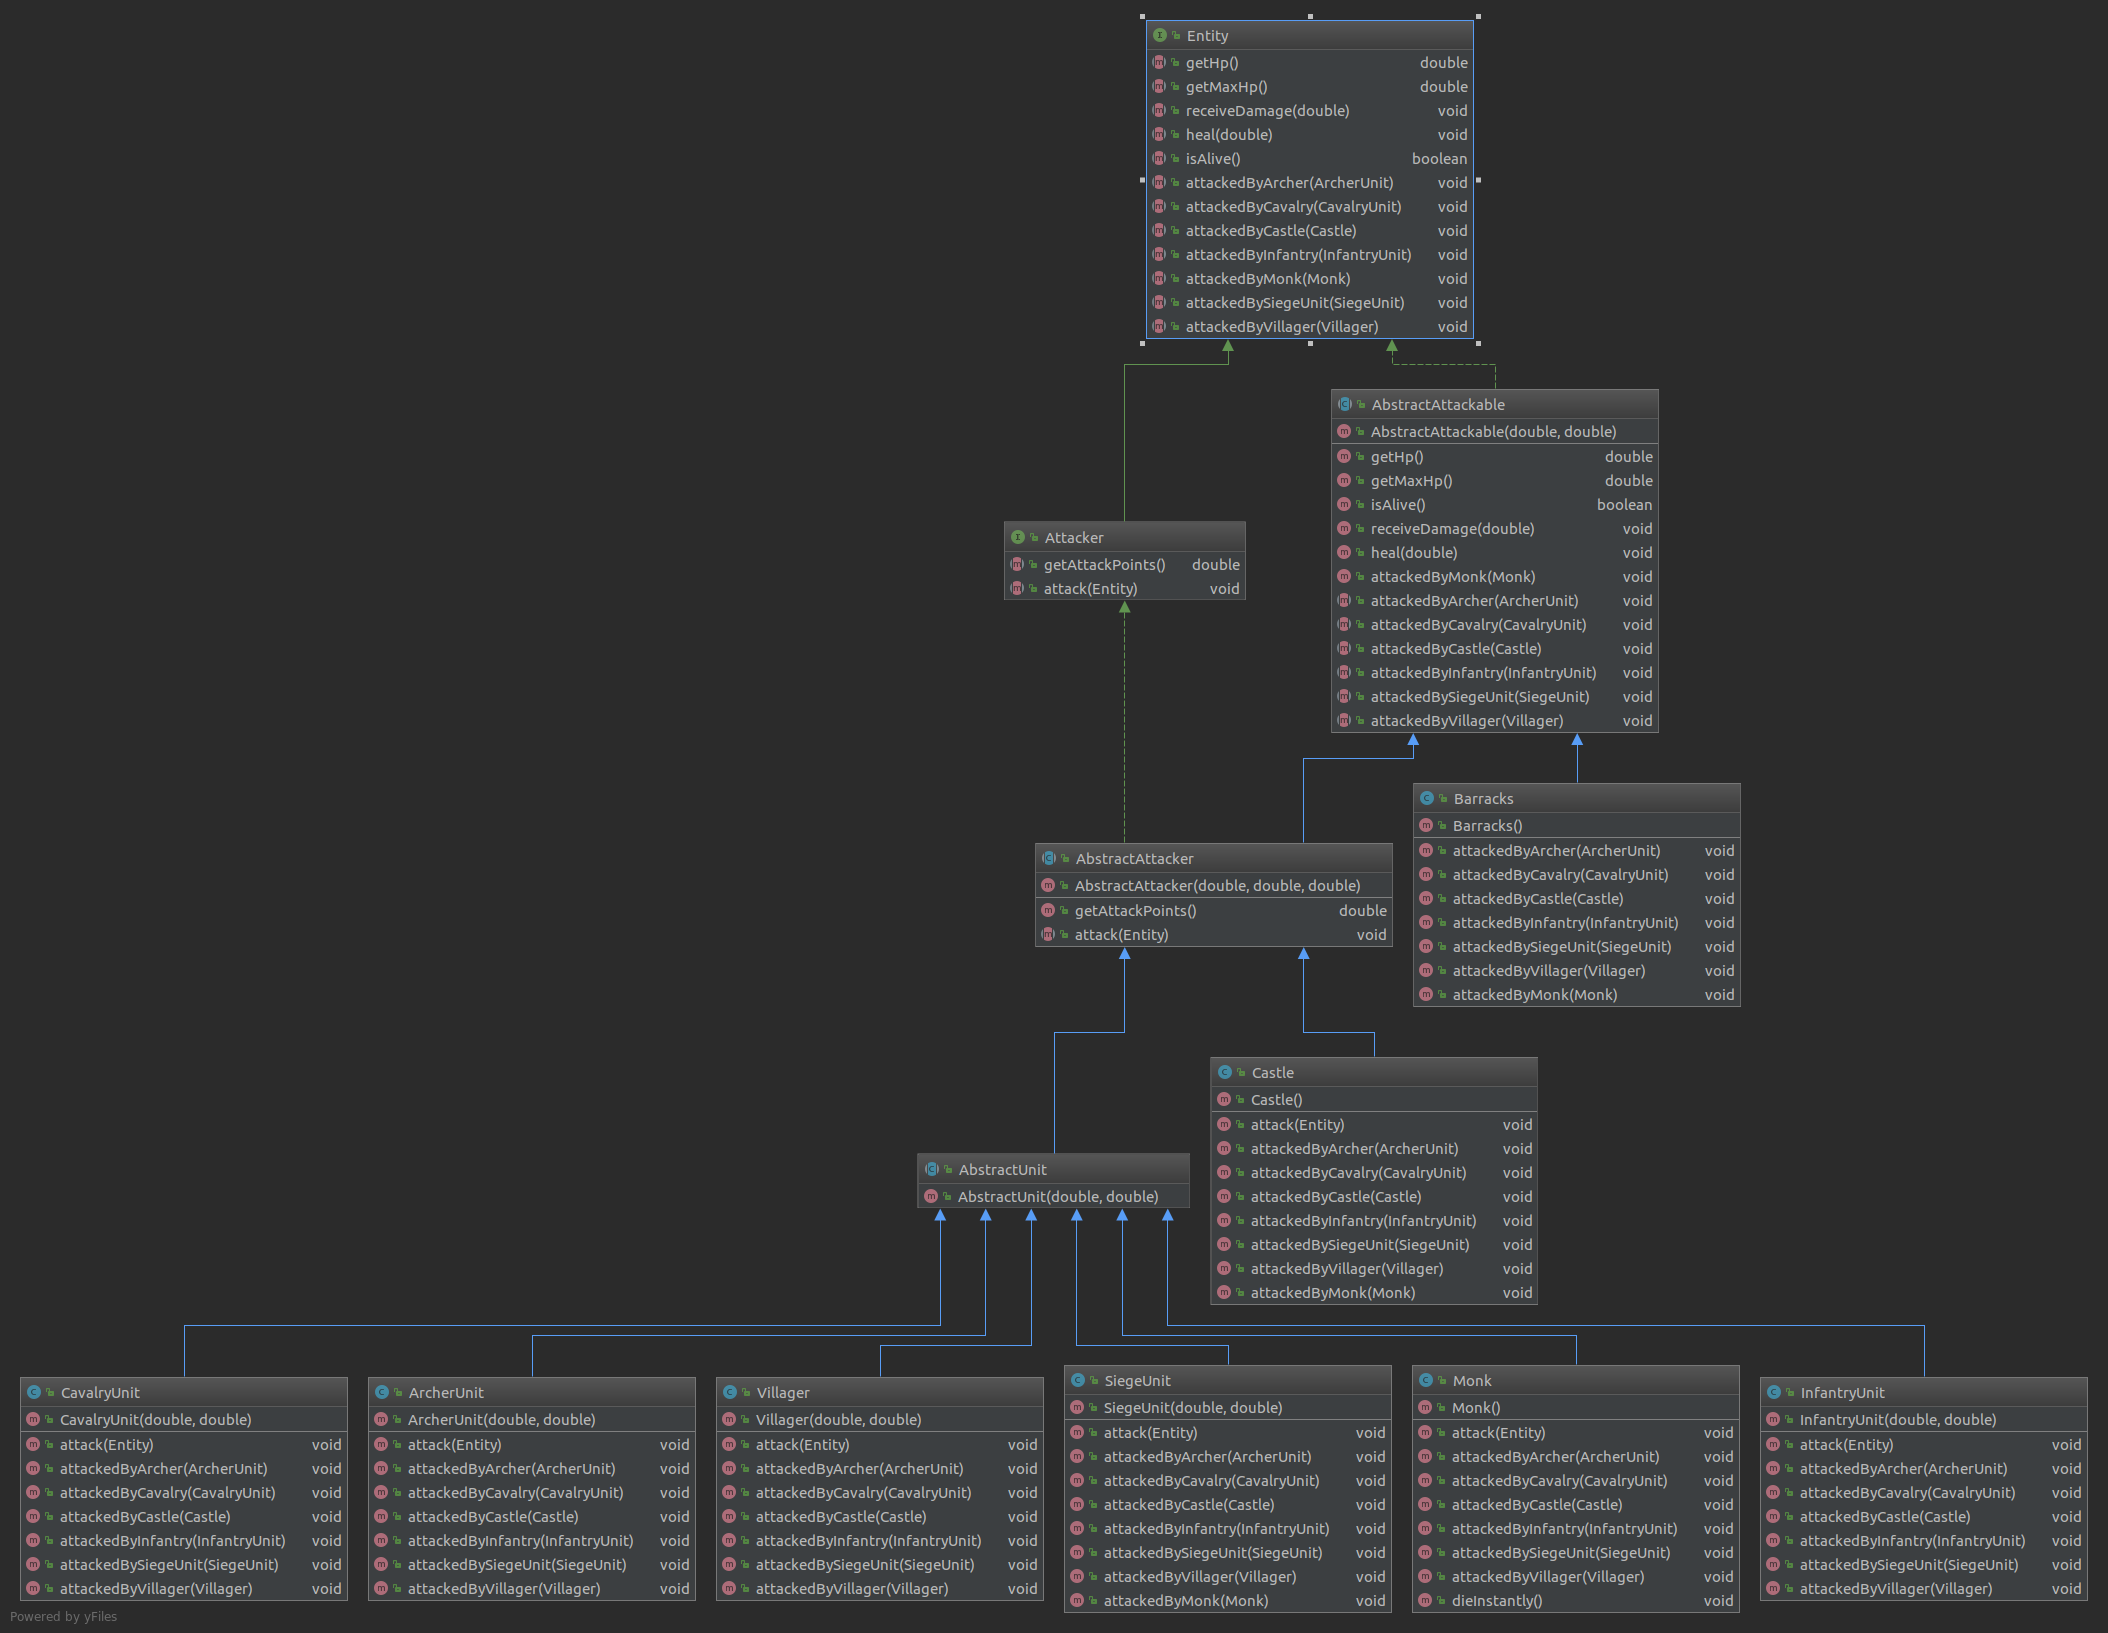 Entity
getHp() double
getMaxHp() double
receiveDamage(double) void
heal(double) void
isAlive() boolean
attackedByArcher(ArcherUnit) void
attackedByCavalry(CavalryUnit) void
attackedByCastle(Castle) void
attackedByInfantry(InfantryUnit) void
attackedByMonk(Monk) void
attackedBySiegeUnit(SiegeUnit) void
attackedByVillager(Villager) void
AbstractAttackable
AbstractAttackable(double, double)
getHp() double
getMaxHp() double
isAlive() boolean
receiveDamage(double) void
heal(double) void
attackedByMonk(Monk) void
attackedByArcher(ArcherUnit) void
attackedByCavalry(CavalryUnit) void
attackedByCastle(Castle) void
attackedByInfantry(InfantryUnit) void
attackedBySiegeUnit(SiegeUnit) void
attackedByVillager(Villager) void
Attacker
getAttackPoints() double
attack(Entity) void
Barracks
Barracks()
attackedByArcher(ArcherUnit) void
attackedByCavalry(CavalryUnit) void
attackedByCastle(Castle) void
attackedByInfantry(InfantryUnit) void
attackedBySiegeUnit(SiegeUnit) void
attackedByVillager(Villager) void
attackedByMonk(Monk) void
AbstractAttacker
AbstractAttacker(double, double, double)
getAttackPoints() double
attack(Entity) void
Castle
Castle()
attack(Entity) void
attackedByArcher(ArcherUnit) void
attackedByCavalry(CavalryUnit) void
attackedByCastle(Castle) void
attackedByInfantry(InfantryUnit) void
attackedBySiegeUnit(SiegeUnit) void
attackedByVillager(Villager) void
attackedByMonk(Monk) void
AbstractUnit
AbstractUnit(double, double)
CavalryUnit
CavalryUnit(double, double)
attack(Entity) void
attackedByArcher(ArcherUnit) void
attackedByCavalry(CavalryUnit) void
attackedByCastle(Castle) void
attackedByInfantry(InfantryUnit) void
attackedBySiegeUnit(SiegeUnit) void
attackedByVillager(Villager) void
ArcherUnit
ArcherUnit(double, double)
attack(Entity) void
attackedByArcher(ArcherUnit) void
attackedByCavalry(CavalryUnit) void
attackedByCastle(Castle) void
attackedByInfantry(InfantryUnit) void
attackedBySiegeUnit(SiegeUnit) void
attackedByVillager(Villager) void
Villager
Villager(double, double)
attack(Entity) void
attackedByArcher(ArcherUnit) void
attackedByCavalry(CavalryUnit) void
attackedByCastle(Castle) void
attackedByInfantry(InfantryUnit) void
attackedBySiegeUnit(SiegeUnit) void
attackedByVillager(Villager) void
SiegeUnit
SiegeUnit(double, double)
attack(Entity) void
attackedByArcher(ArcherUnit) void
attackedByCavalry(CavalryUnit) void
attackedByCastle(Castle) void
attackedByInfantry(InfantryUnit) void
attackedBySiegeUnit(SiegeUnit) void
attackedByVillager(Villager) void
attackedByMonk(Monk) void
Monk
Monk()
attack(Entity) void
attackedByArcher(ArcherUnit) void
attackedByCavalry(CavalryUnit) void
attackedByCastle(Castle) void
attackedByInfantry(InfantryUnit) void
attackedBySiegeUnit(SiegeUnit) void
attackedByVillager(Villager) void
dieInstantly() void
InfantryUnit
InfantryUnit(double, double)
attack(Entity) void
attackedByArcher(ArcherUnit) void
attackedByCavalry(CavalryUnit) void
attackedByCastle(Castle) void
attackedByInfantry(InfantryUnit) void
attackedBySiegeUnit(SiegeUnit) void
attackedByVillager(Villager) void
Powered by yFiles